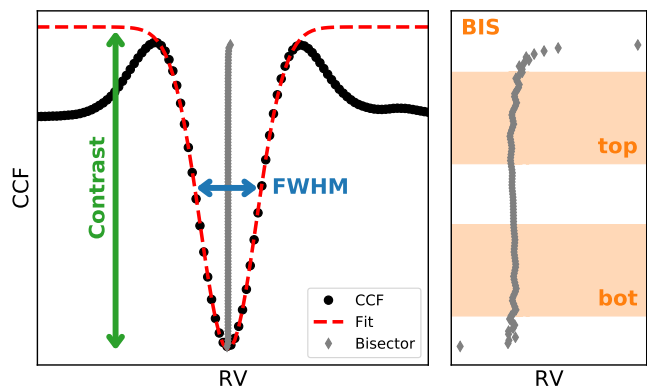 CCF
Contrast
FWHM
CCF
Fit
Bisector
RV
BIS
top
bot
RV